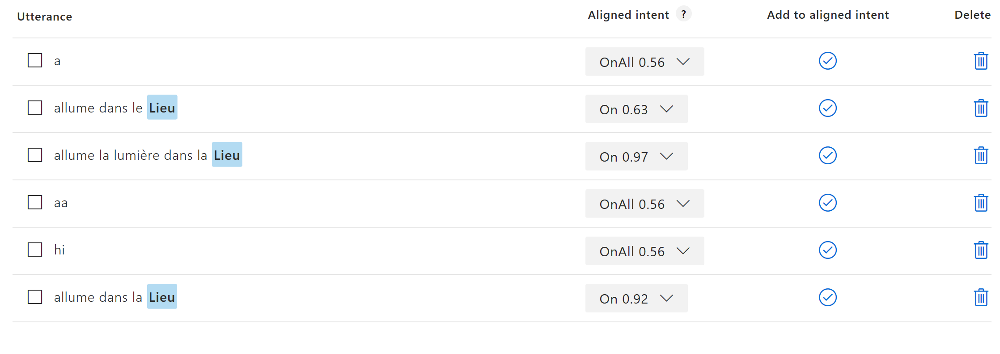 Utterance Aligned intent ? Add to aligned intent Delete
a OnAll 0.56
allume dans le Lieu On 0.63
allume la lumière dans la Lieu On 0.97
aa OnAll 0.56
hi OnAll 0.56
allume dans la Lieu On 0.92